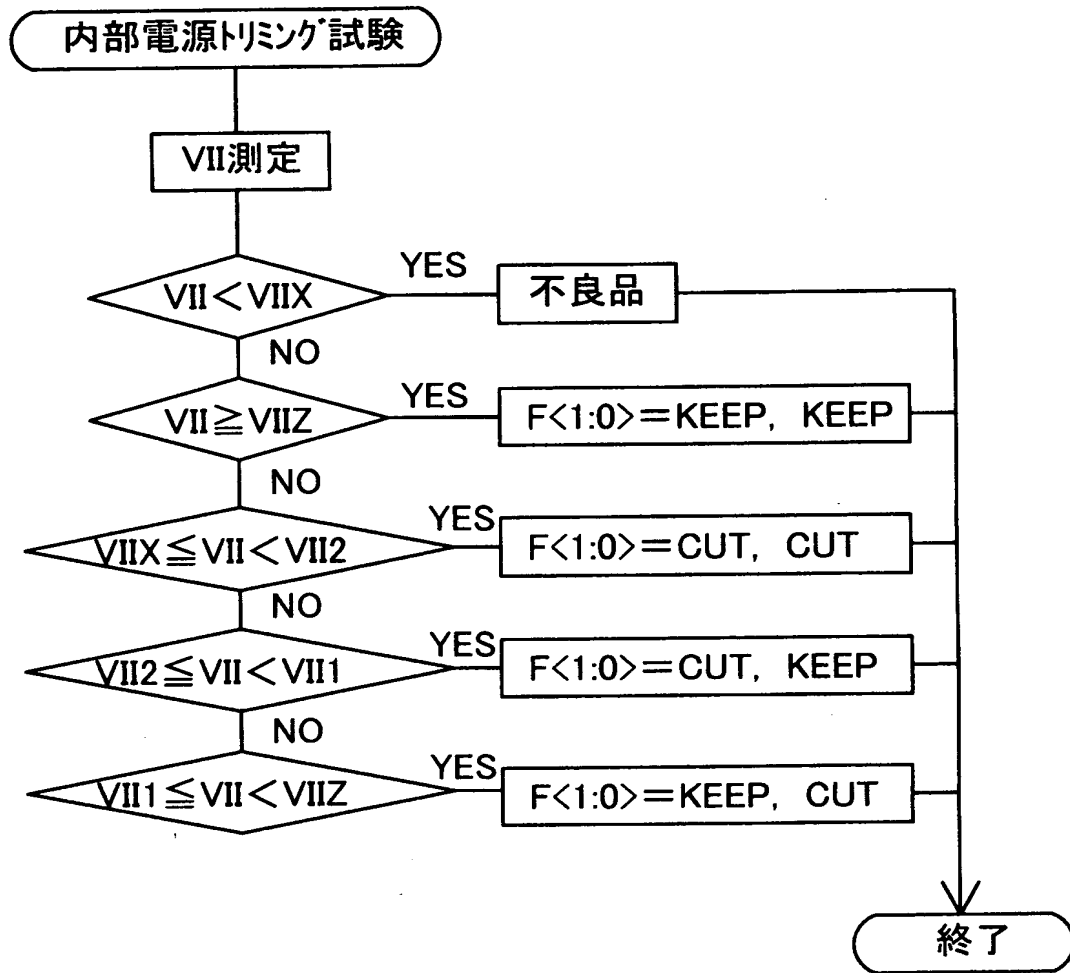 内部電源トリミング試験
VII測定
VII＜VIIX
YES
不良品
NO
VII≧VIIZ
YES
F<1:0>＝KEEP, KEEP
NO
VIIX≦VII＜VII2
YES
F<1:0>＝CUT, CUT
NO
VII2≦VII＜VII1
YES
F<1:0>＝CUT, KEEP
NO
VII1≦VII＜VIIZ
YES
F<1:0>＝KEEP, CUT
終了